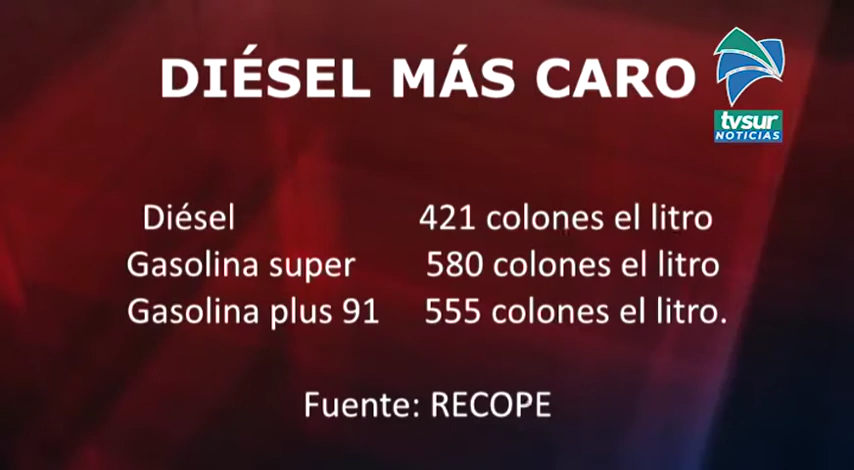 DIÉSEL MÁS CARO
tvsur
NOTICIAS
Diésel 421 colones el litro
Gasolina super 580 colones el litro
Gasolina plus 91 555 colones el litro.
Fuente: RECOPE